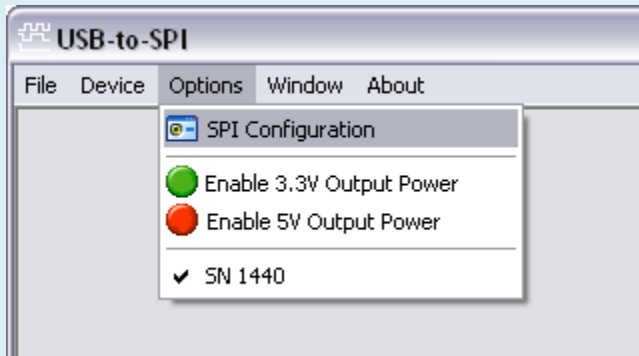 USB-to-SPI
File Device Options Window About
SPI Configuration
Enable 3.3V Output Power
Enable 5V Output Power
SN 1440